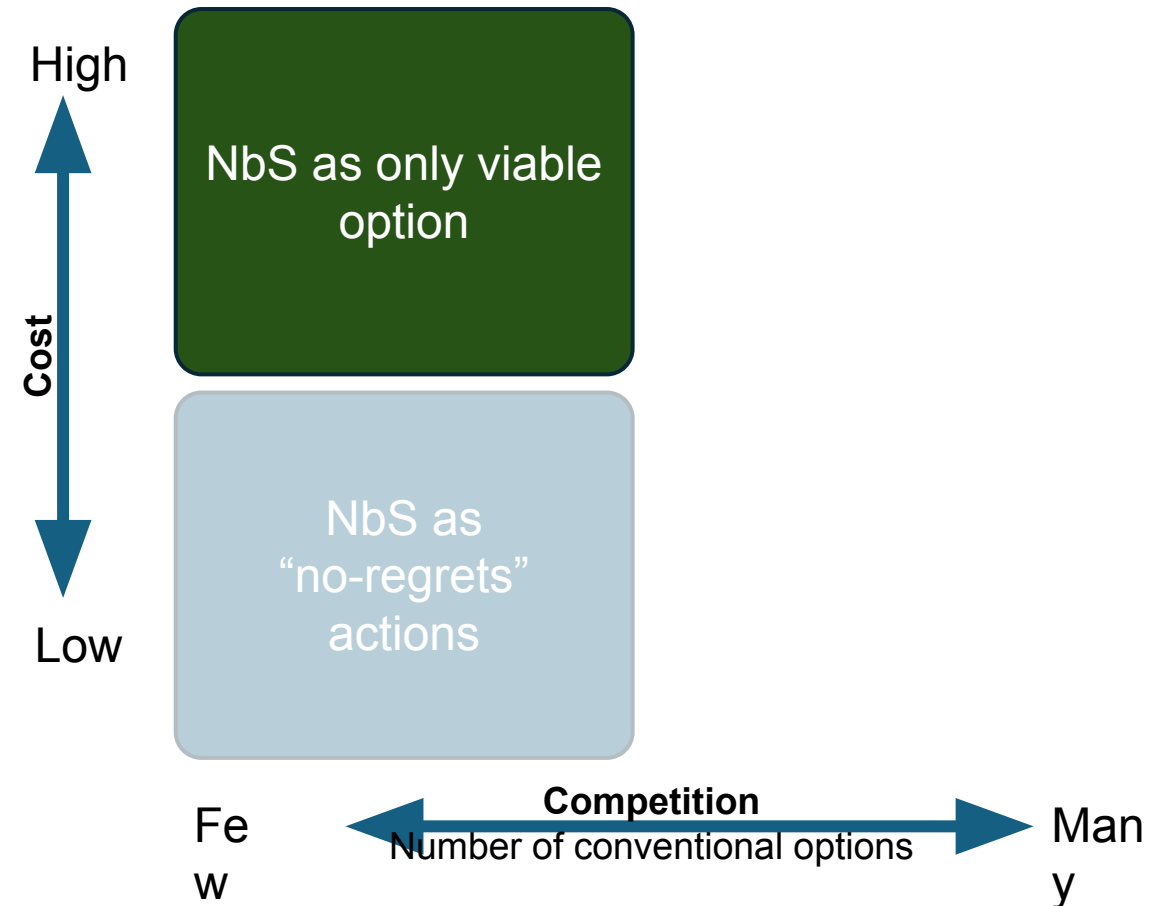 High
NbS as only viable
option
Cost
NbS as
“no-regrets”
actions
Low
Competition
Fe
w
Number of conventional options
Man
y